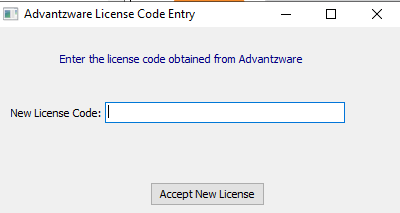 Advantzware License Code Entry
Enter the license code obtained from Advantzware
New License Code:
Accept New License